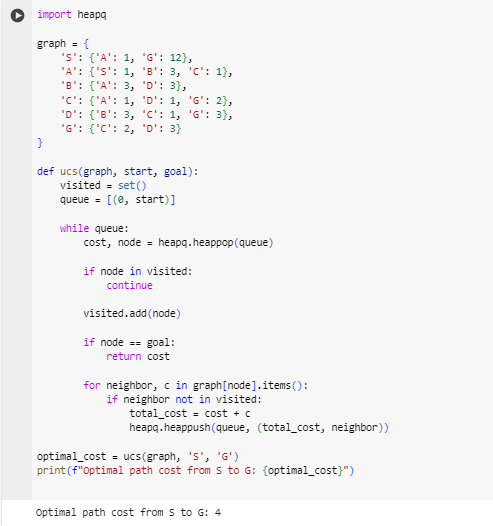 import heapq
graph = {
    'S': {'A': 1, 'G': 12},
    'A': {'S': 1, 'B': 3, 'C': 1},
    'B': {'A': 3, 'D': 3},
    'C': {'A': 1, 'D': 1, 'G': 2},
    'D': {'B': 3, 'C': 1, 'G': 3},
    'G': {'C': 2, 'D': 3}
}
def ucs(graph, start, goal):
    visited = set()
    queue = [(0, start)]
    while queue:
        cost, node = heapq.heappop(queue)
        if node in visited:
            continue
        visited.add(node)
        if node == goal:
            return cost
        for neighbor, c in graph[node].items():
            if neighbor not in visited:
                total_cost = cost + c
                heapq.heappush(queue, (total_cost, neighbor))
optimal_cost = ucs(graph, 'S', 'G')
print(f"Optimal path cost from S to G: {optimal_cost}")
Optimal path cost from S to G: 4